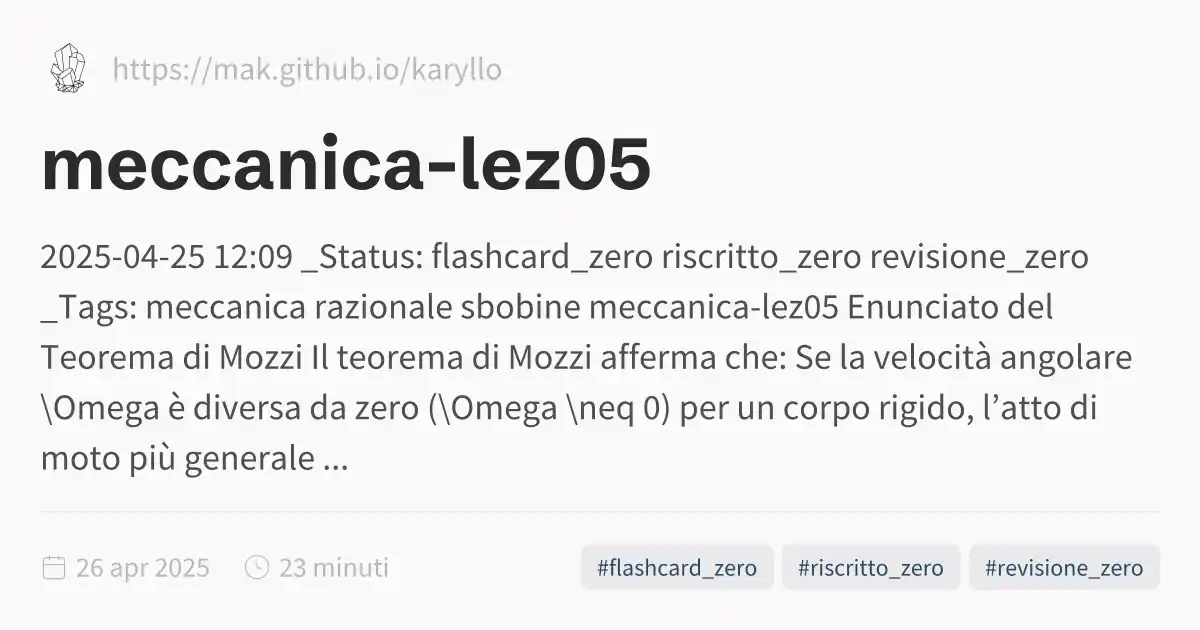 https://mak.github.io/karyllo
meccanica-lez05
2025-04-25 12:09 _Status: flashcard_zero riscritto_zero revisione_zero
_Tags: meccanica razionale sbobine meccanica-lez05 Enunciato del
Teorema di Mozzi Il teorema di Mozzi afferma che: Se la velocità angolare
\Omega è diversa da zero (\Omega \neq 0) per un corpo rigido, l’atto di
moto più generale ...
26 apr 2025 23 minuti #flashcard_zero #riscritto_zero #revisione_zero